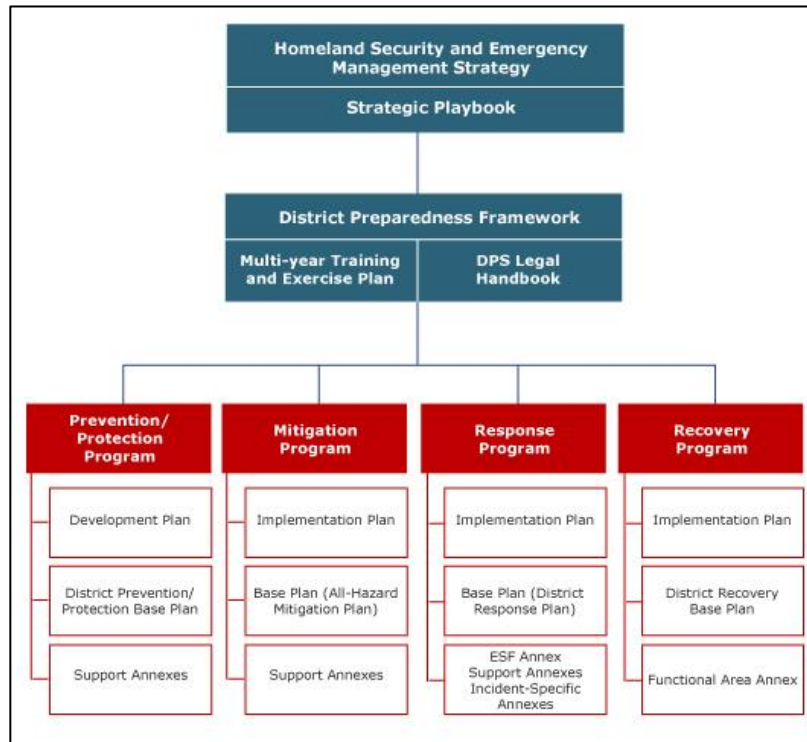 Homeland Security and Emergency
Management Strategy
Strategic Playbook
District Preparedness Framework
Multi-year Training
and Exercise Plan
DPS Legal
Handbook
Prevention/
Protection
Program
Mitigation
Program
Response
Program
Recovery
Program
Development Plan
Implementation Plan
Implementation Plan
Implementation Plan
District Prevention/
Protection Base Plan
Base Plan (All-Hazard
Mitigation Plan)
Base Plan (District
Response Plan)
District Recovery
Base Plan
Support Annexes
Support Annexes
ESF Annex
Support Annexes
Incident-Specific
Annexes
Functional Area Annex